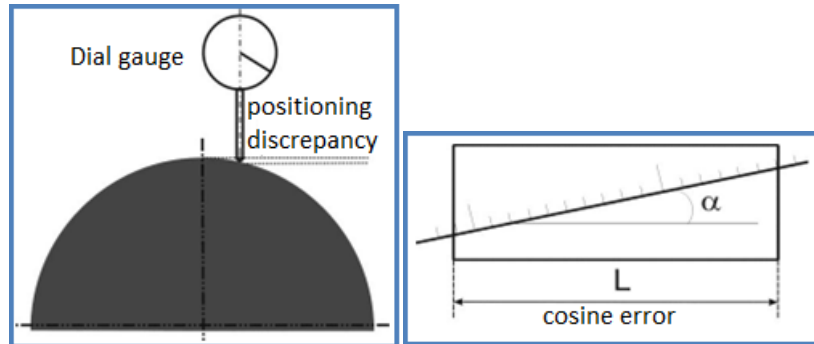 Dial gauge
positioning
discrepancy
α
L
cosine error